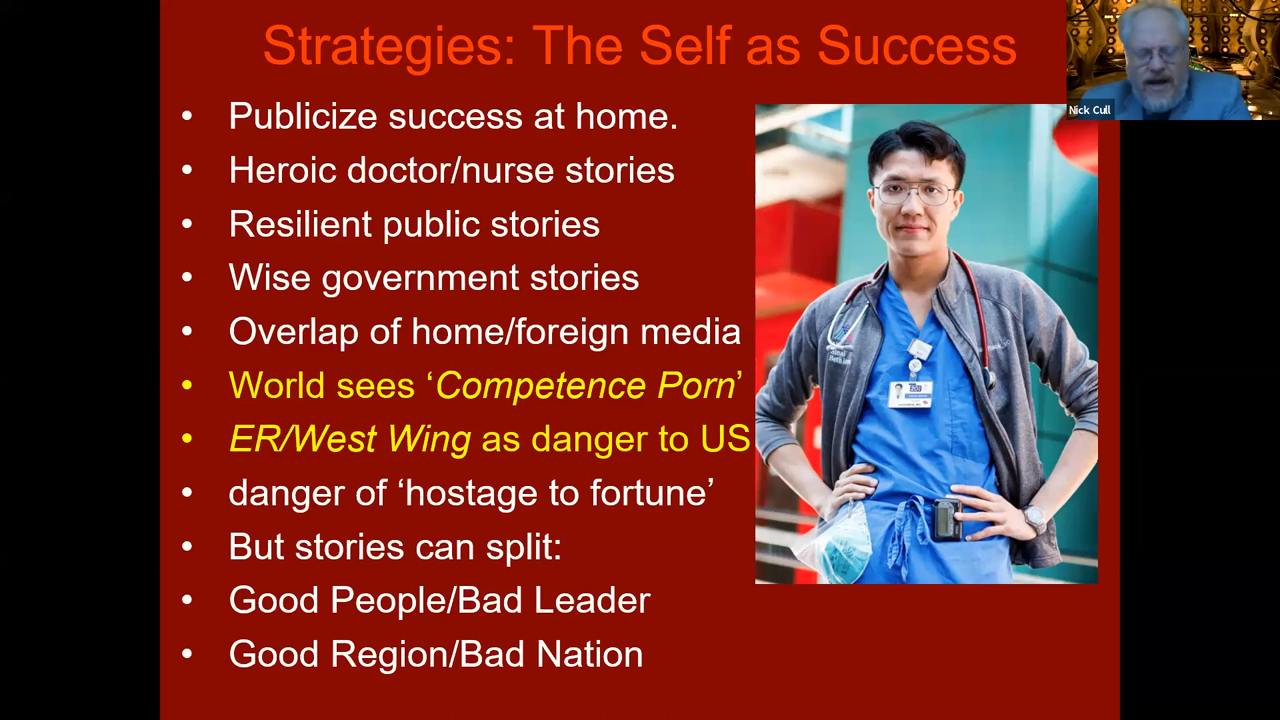 Strategies: The Self as Success
Nick Cull
• Publicize success at home.
• Heroic doctor/nurse stories
• Resilient public stories
• Wise government stories
• Overlap of home/foreign media
• World sees ‘Competence Porn’
• ER/West Wing as danger to US
• danger of ‘hostage to fortune’
• But stories can split:
• Good People/Bad Leader
• Good Region/Bad Nation